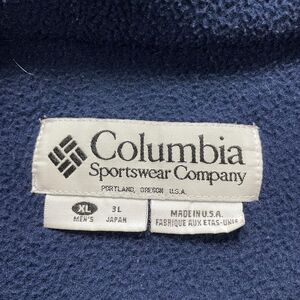 Columbia
Sportswear Company
PORTLAND, OREGON U.S.A.
XL 3L
MEN'S JAPAN
MADE IN U.S.A.
FABRIQUE AUX ETAS-UNIS